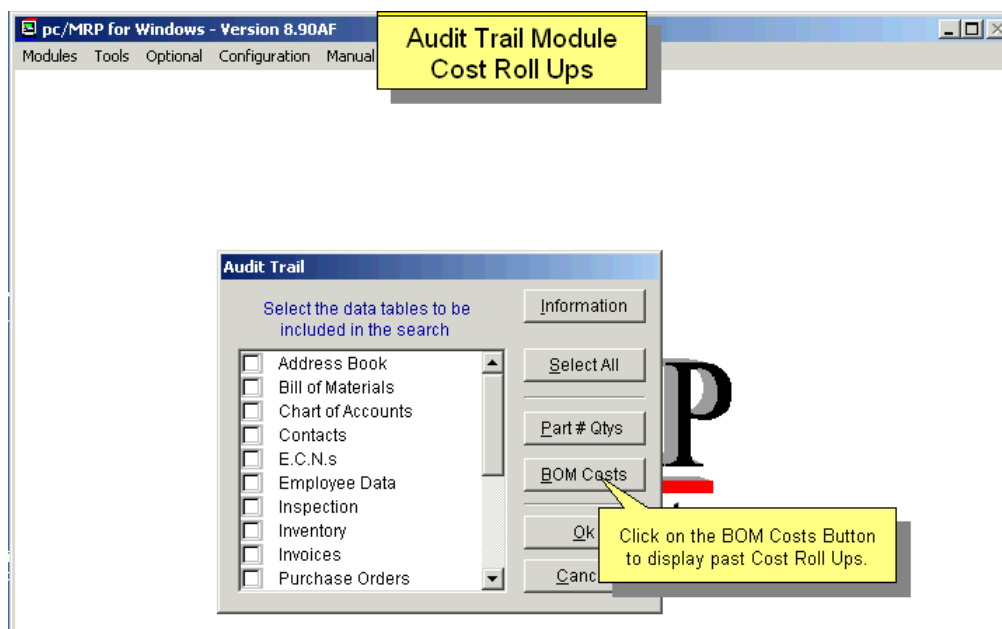 pc/MRP for Windows - Version 8.90AF
Audit Trail Module
Cost Roll Ups
Modules Tools Optional Configuration Manual
Audit Trail
Select the data tables to be
included in the search
Address Book
Bill of Materials
Chart of Accounts
Contacts
E.C.N.s
Employee Data
Inspection
Inventory
Invoices
Purchase Orders
Information
Select All
Part # Qtys
BOM Costs
Ok
Canc
P
Click on the BOM Costs Button
to display past Cost Roll Ups.